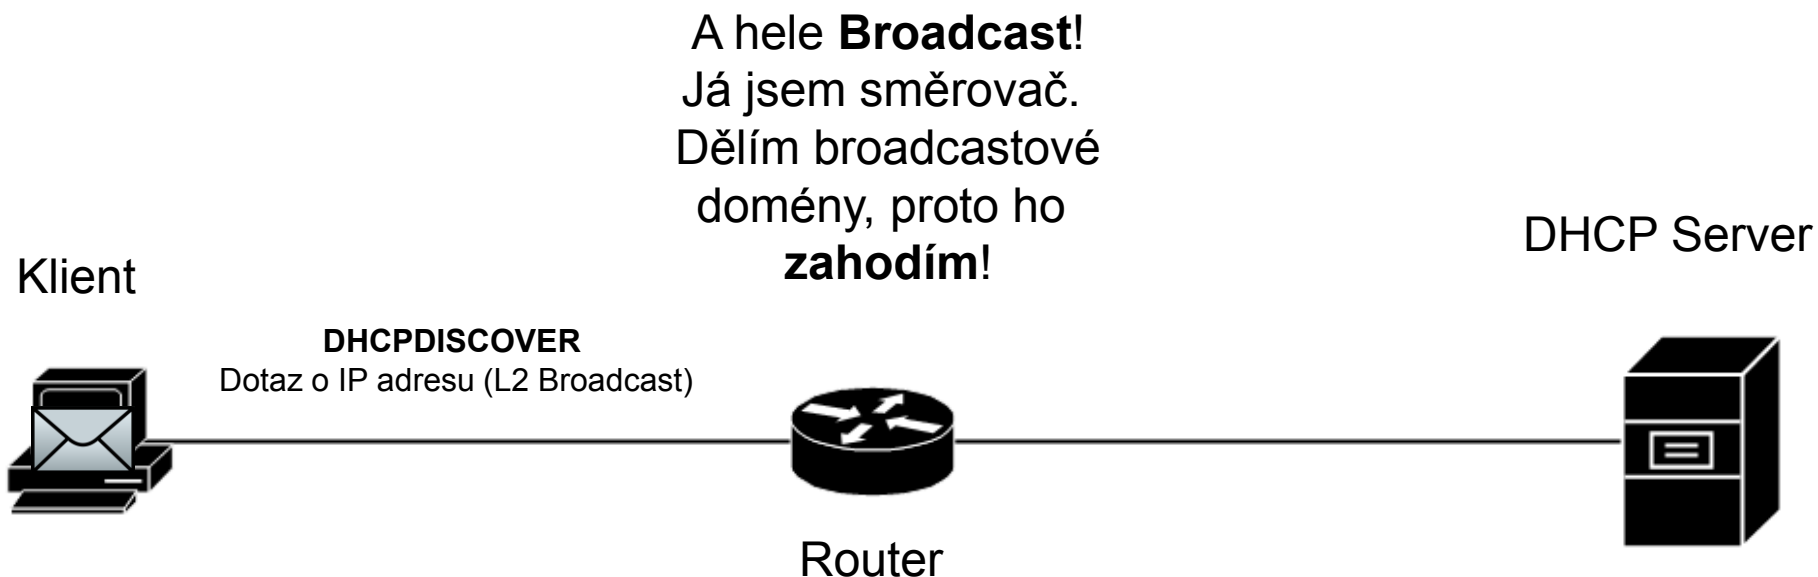 A hele Broadcast!
Já jsem směrovač.
Dělím broadcastové
domény, proto ho
zahodím!
DHCP Server
Klient
DHCPDISCOVER
Dotaz o IP adresu (L2 Broadcast)
Router